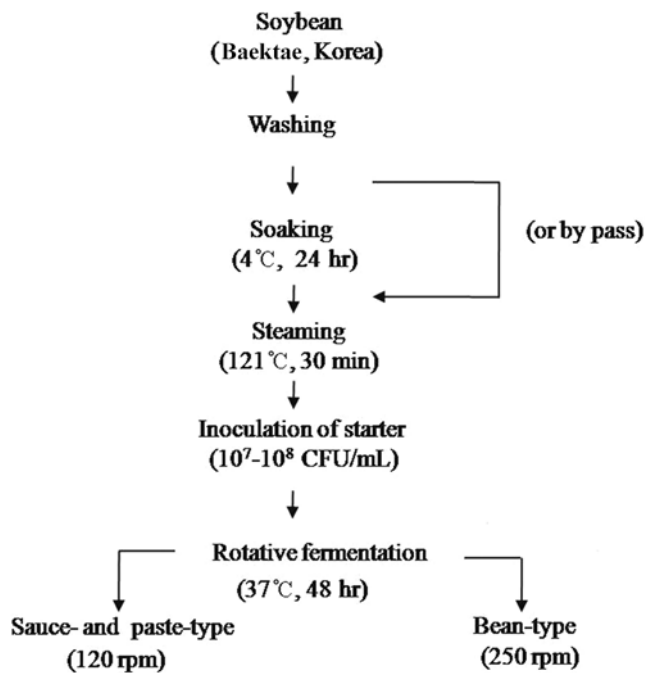 Soybean
(Baektae, Korea)
Washing
Soaking
(4℃, 24 hr)
(or by pass)
Steaming
(121℃, 30 min)
Inoculation of starter
(10⁷-10⁸ CFU/mL)
Rotative fermentation
(37℃, 48 hr)
Sauce- and paste-type
(120 rpm)
Bean-type
(250 rpm)